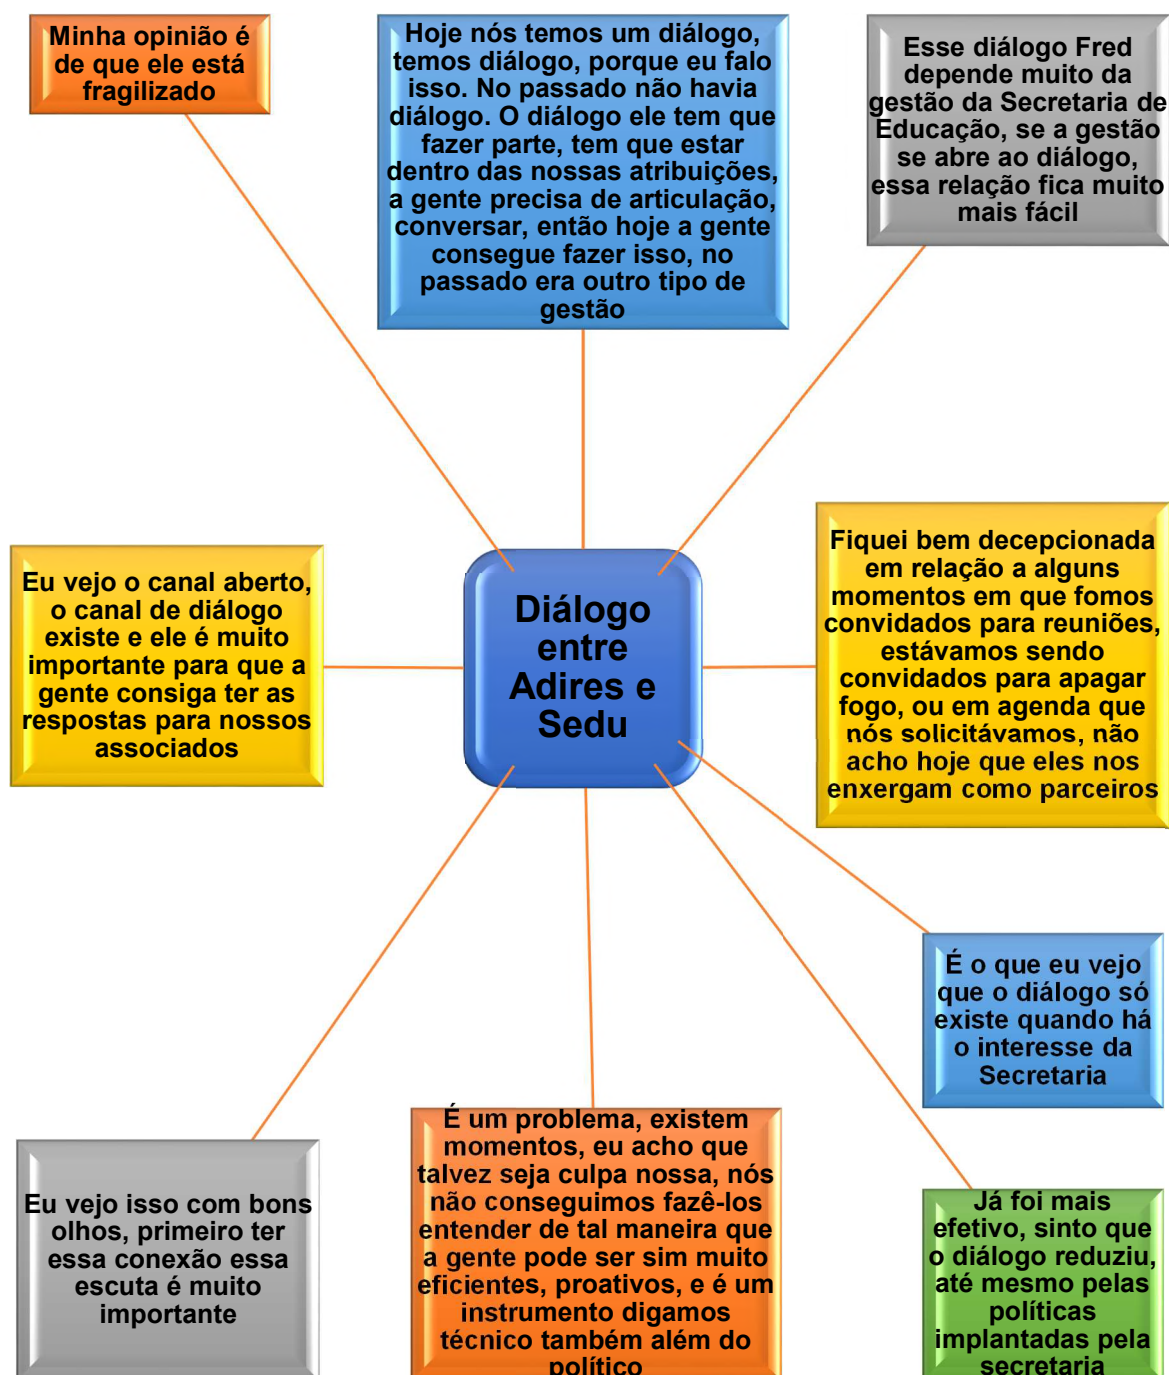 Minha opinião é
de que ele está
fragilizado
Hoje nós temos um diálogo,
temos diálogo, porque eu falo
isso. No passado não havia
diálogo. O diálogo ele tem que
fazer parte, tem que estar
dentro das nossas atribuições,
a gente precisa de articulação,
conversar, então hoje a gente
consegue fazer isso, no
passado era outro tipo de
gestão
Esse diálogo Fred
depende muito da
gestão da Secretaria de
Educação, se a gestão
se abre ao diálogo,
essa relação fica muito
mais fácil
Eu vejo o canal aberto,
o canal de diálogo
existe e ele é muito
importante para que a
gente consiga ter as
respostas para nossos
associados
Diálogo
entre
Adires e
Sedu
Fiquei bem decepcionada
em relação a alguns
momentos em que fomos
convidados para reuniões,
estávamos sendo
convidados para apagar
fogo, ou em agenda que
nós solicitávamos, não
acho hoje que eles nos
enxergam como parceiros
É o que eu vejo
que o diálogo só
existe quando há
o interesse da
Secretaria
Eu vejo isso com bons
olhos, primeiro ter
essa conexão essa
escuta é muito
importante
É um problema, existem
momentos, eu acho que
talvez seja culpa nossa, nós
não conseguimos fazê-los
entender de tal maneira que
a gente pode ser sim muito
eficientes, proativos, e é um
instrumento digamos
técnico também além do
político
Já foi mais
efetivo, sinto que
o diálogo reduziu,
até mesmo pelas
políticas
implantadas pela
secretaria